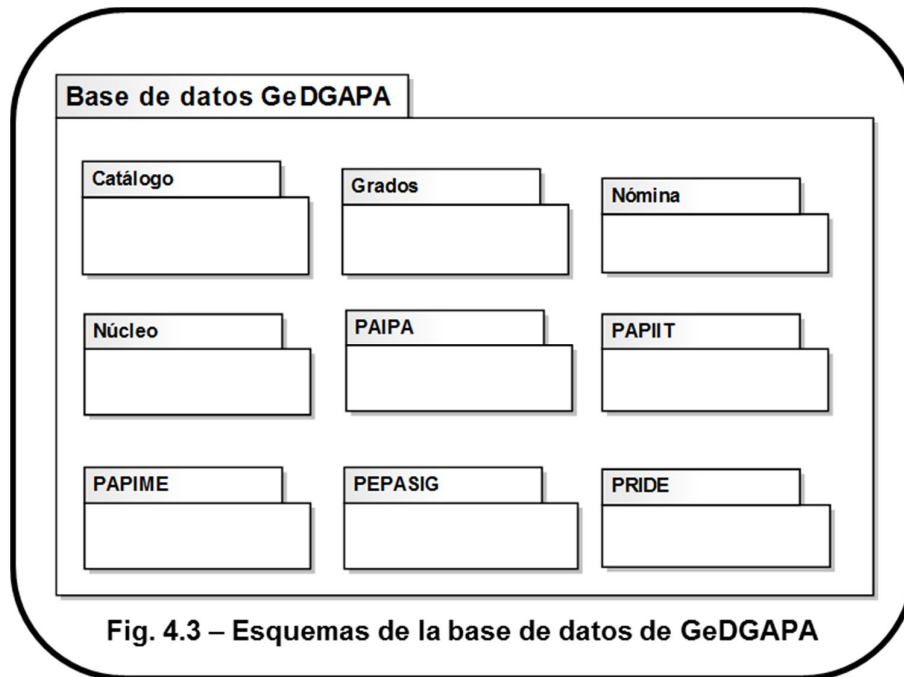 Base de datos GeDGAPA
Catálogo
Grados
Nómina
Núcleo
PAIPA
PAPIIT
PAPIME
PEPASIG
PRIDE
Fig. 4.3 – Esquemas de la base de datos de GeDGAPA